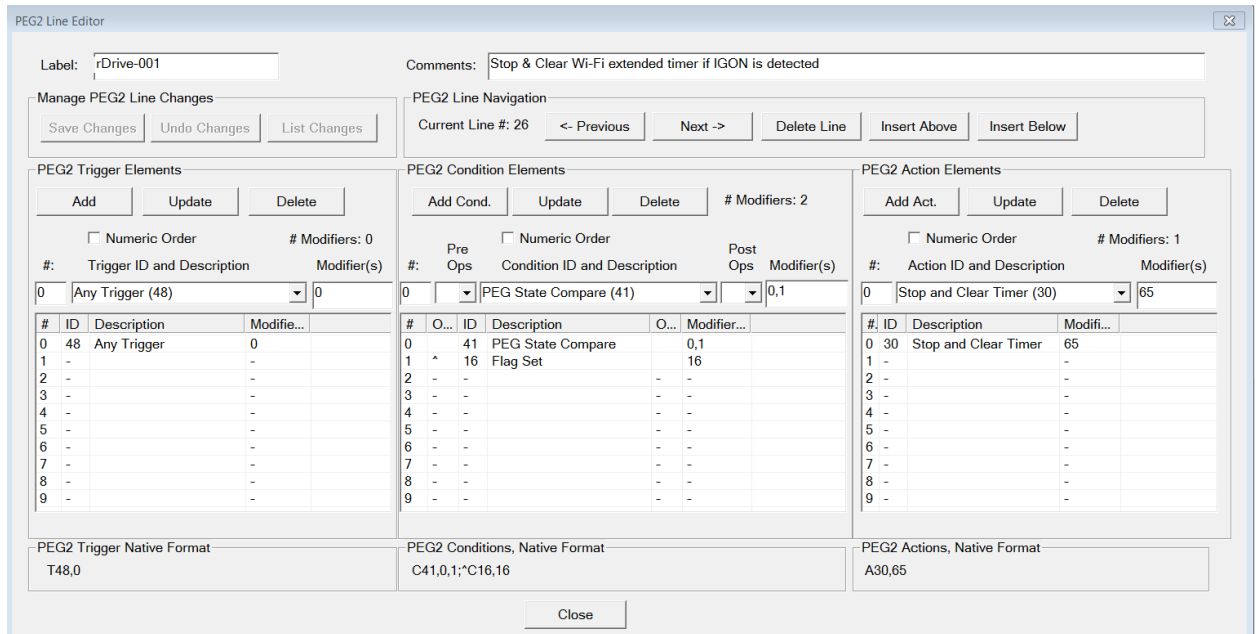 PEG2 Line Editor
Label: rDrive-001 Comments: Stop & Clear Wi-Fi extended timer if IGON is detected
Manage PEG2 Line Changes
Save Changes Undo Changes List Changes
PEG2 Line Navigation
Current Line #: 26 <- Previous Next -> Delete Line Insert Above Insert Below
PEG2 Trigger Elements
Add Update Delete
Numeric Order # Modifiers: 0
#: Trigger ID and Description Modifier(s)
0 Any Trigger (48) 0
# ID Description Modifie...
0 48 Any Trigger 0
1 - -
2 - -
3 - -
4 - -
5 - -
6 - -
7 - -
8 - -
9 - -
PEG2 Condition Elements
Add Cond. Update Delete # Modifiers: 2
Numeric Order
#: Pre Ops Condition ID and Description Post Ops Modifier(s)
0 PEG State Compare (41) 0,1
# O... ID Description O... Modifier...
0 41 PEG State Compare 0,1
1 ^ 16 Flag Set 16
2 - - - -
3 - - - -
4 - - - -
5 - - - -
6 - - - -
7 - - - -
8 - - - -
9 - - - -
PEG2 Action Elements
Add Act. Update Delete
Numeric Order # Modifiers: 1
#: Action ID and Description Modifier(s)
0 Stop and Clear Timer (30) 65
#. ID Description Modifi...
0 30 Stop and Clear Timer 65
1 - -
2 - -
3 - -
4 - -
5 - -
6 - -
7 - -
8 - -
9 - -
PEG2 Trigger Native Format
T48,0
PEG2 Conditions, Native Format
C41,0,1;^C16,16
PEG2 Actions, Native Format
A30,65
Close